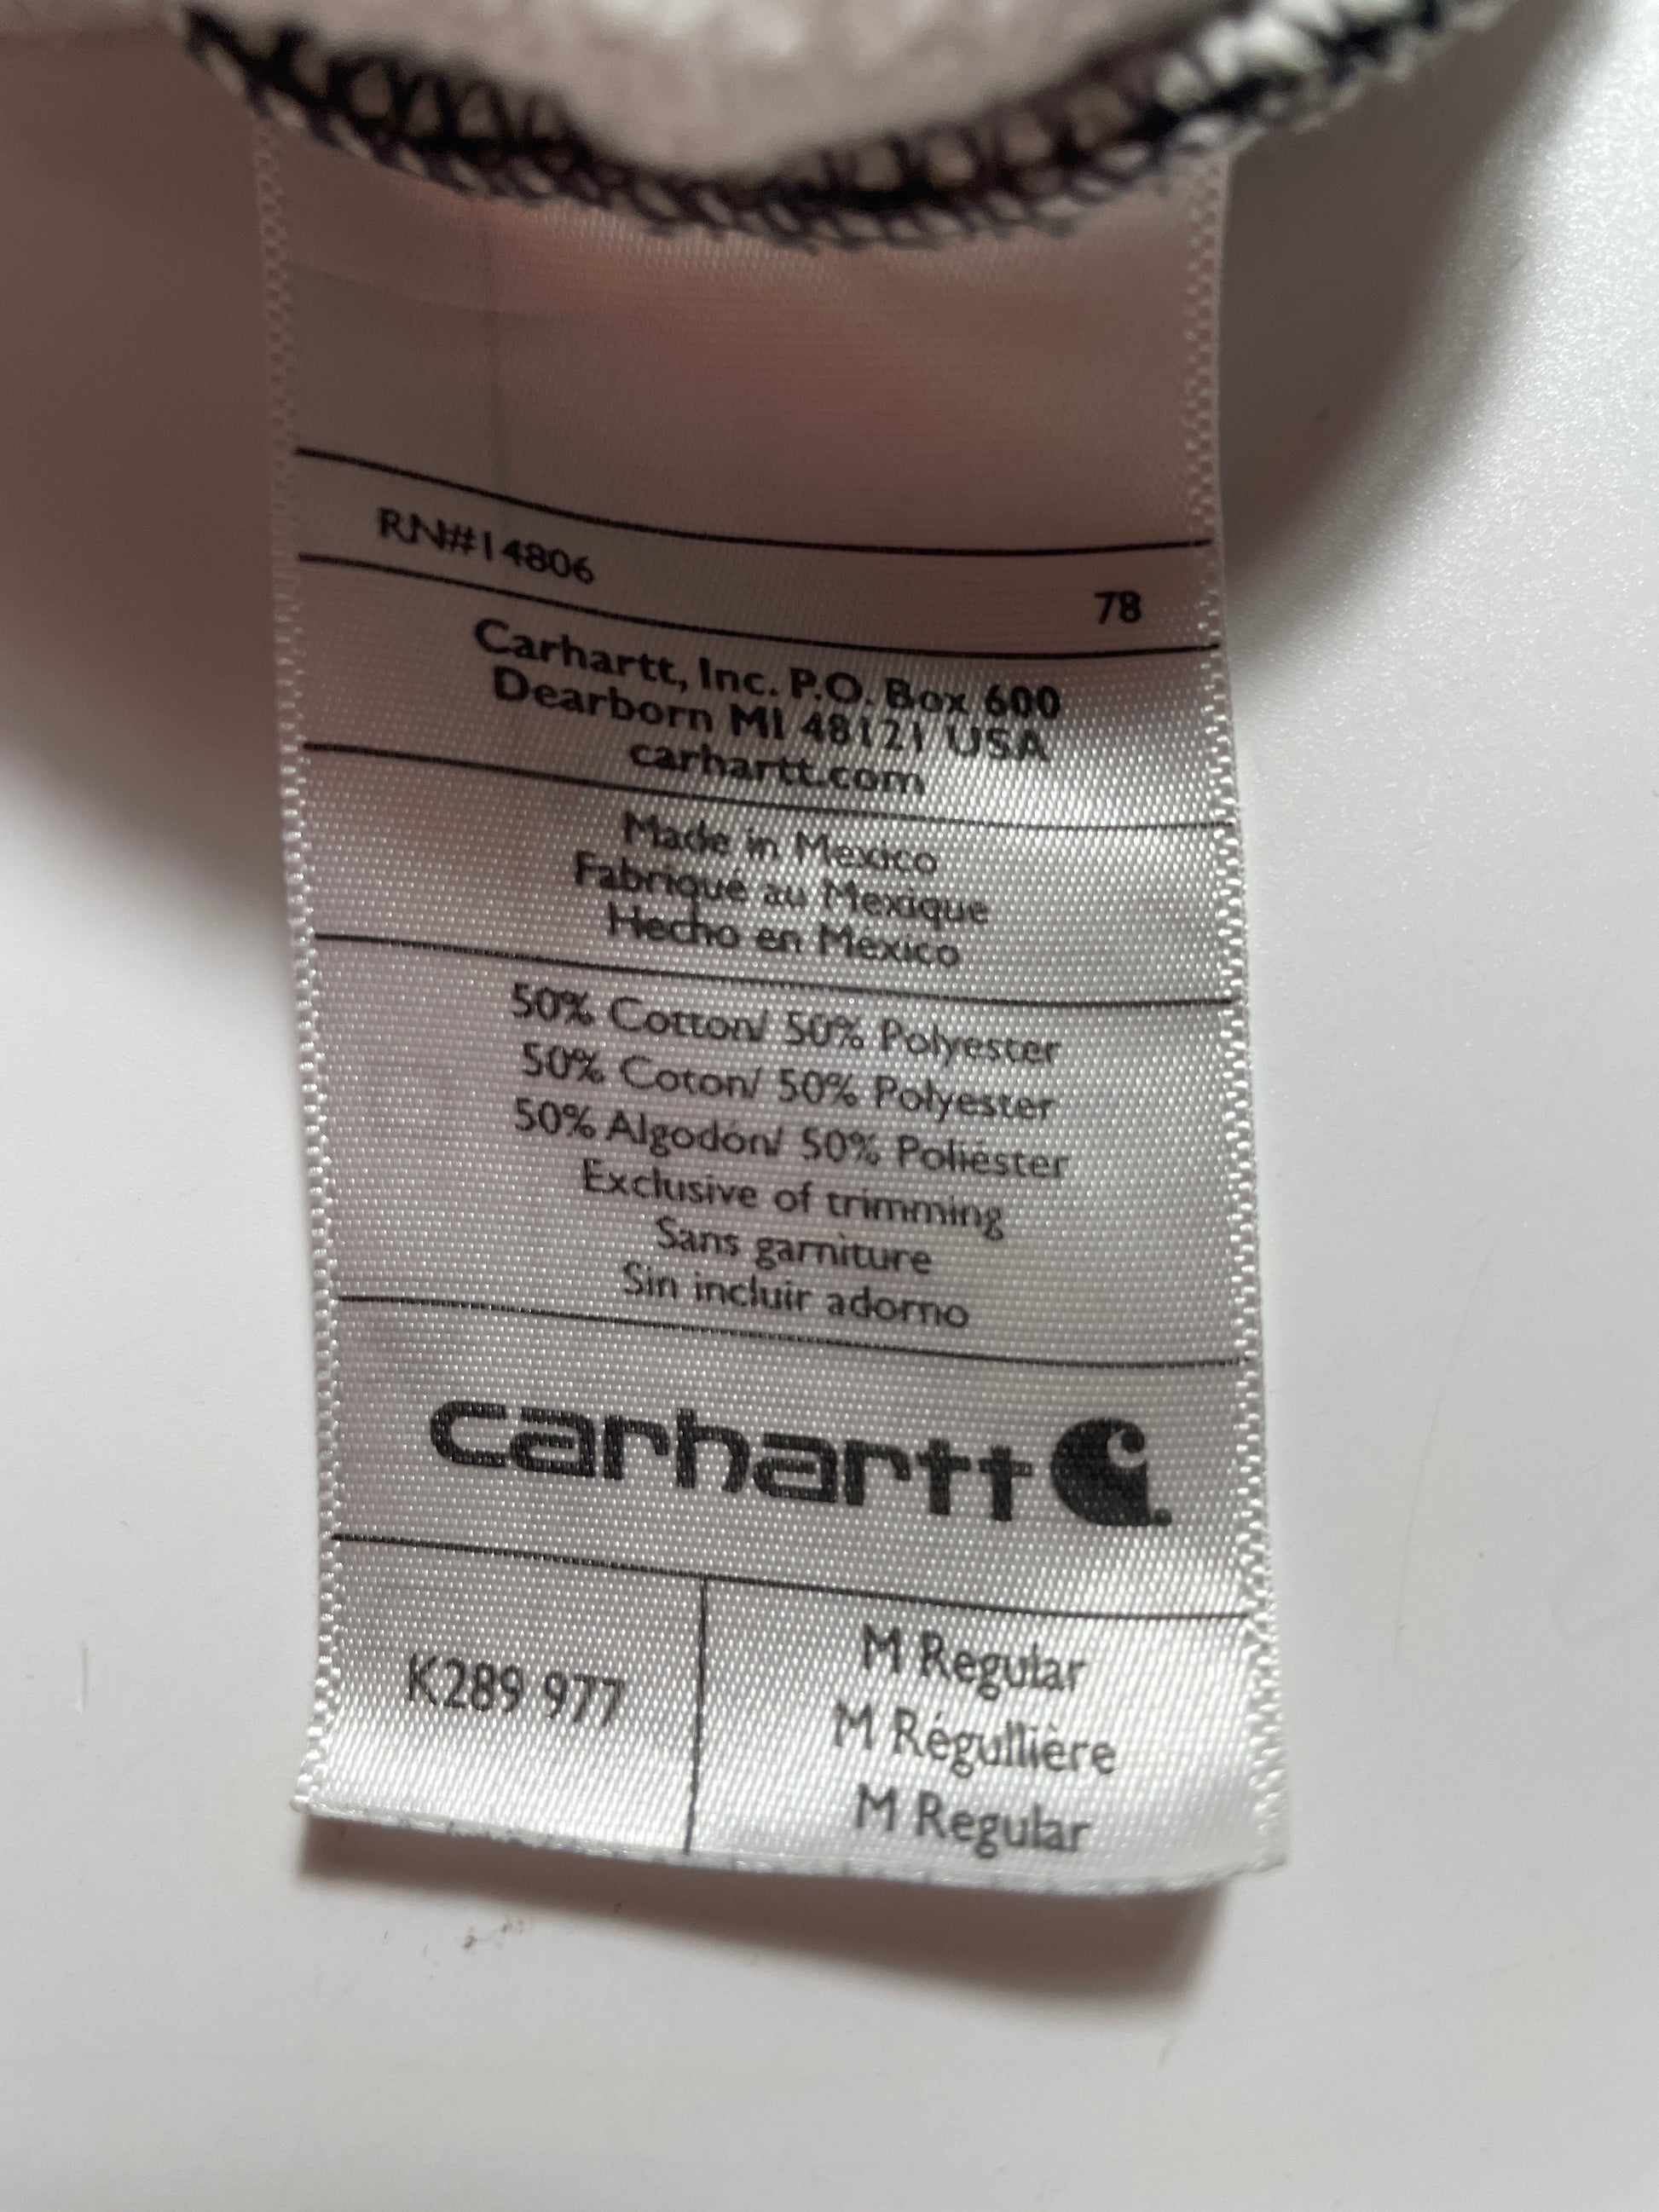 RN#14806 78
Carhartt, Inc. P.O. Box 600
Dearborn MI 48121 USA
carhartt.com
Made in Mexico
Fabrique au Mexique
Hecho en Mexico
50% Cotton/ 50% Polyester
50% Coton/ 50% Polyester
50% Algodón/ 50% Poliéster
Exclusive of trimming
Sans garniture
Sin incluir adorno
carhartt
K289 977
M Regular
M Régullière
M Regular